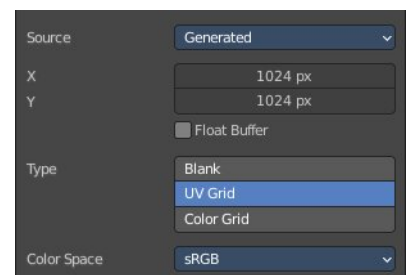 Source Generated
X 1024 px
Y 1024 px
Float Buffer
Type Blank
UV Grid
Color Grid
Color Space sRGB